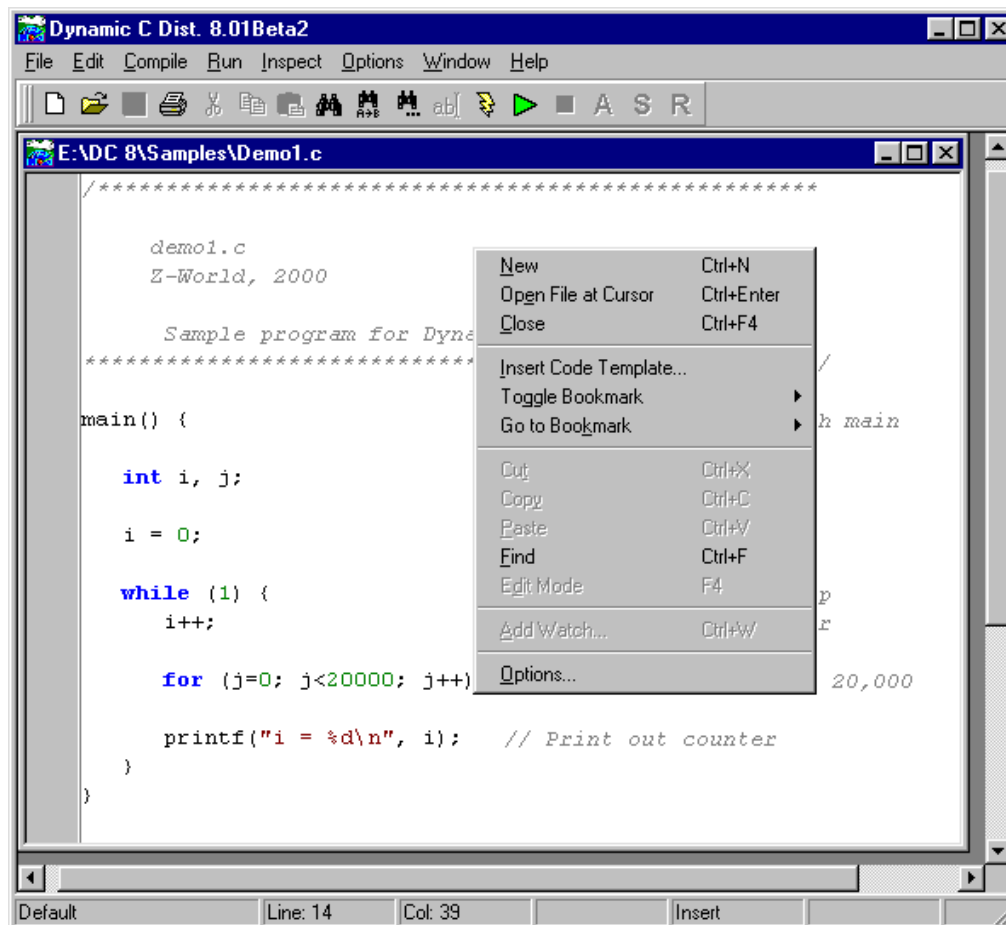 Dynamic C Dist. 8.01Beta2
File Edit Compile Run Inspect Options Window Help
A+B ab A S R
E:\DC 8\Samples\Demo1.c
/*****************************************************
demo1.c
Z-World, 2000
Sample program for Dyna
***************************** /
main() { h main
int i, j;
i = 0;
while (1) { p
i++; r
for (j=0; j<20000; j++) 20,000
printf("i = %d\n", i); // Print out counter
}
}
New Ctrl+N
Open File at Cursor Ctrl+Enter
Close Ctrl+F4
Insert Code Template...
Toggle Bookmark
Go to Bookmark
Cut Ctrl+X
Copy Ctrl+C
Paste Ctrl+V
Find Ctrl+F
Edit Mode F4
Add Watch... Ctrl+W
Options...
Default Line: 14 Col: 39 Insert